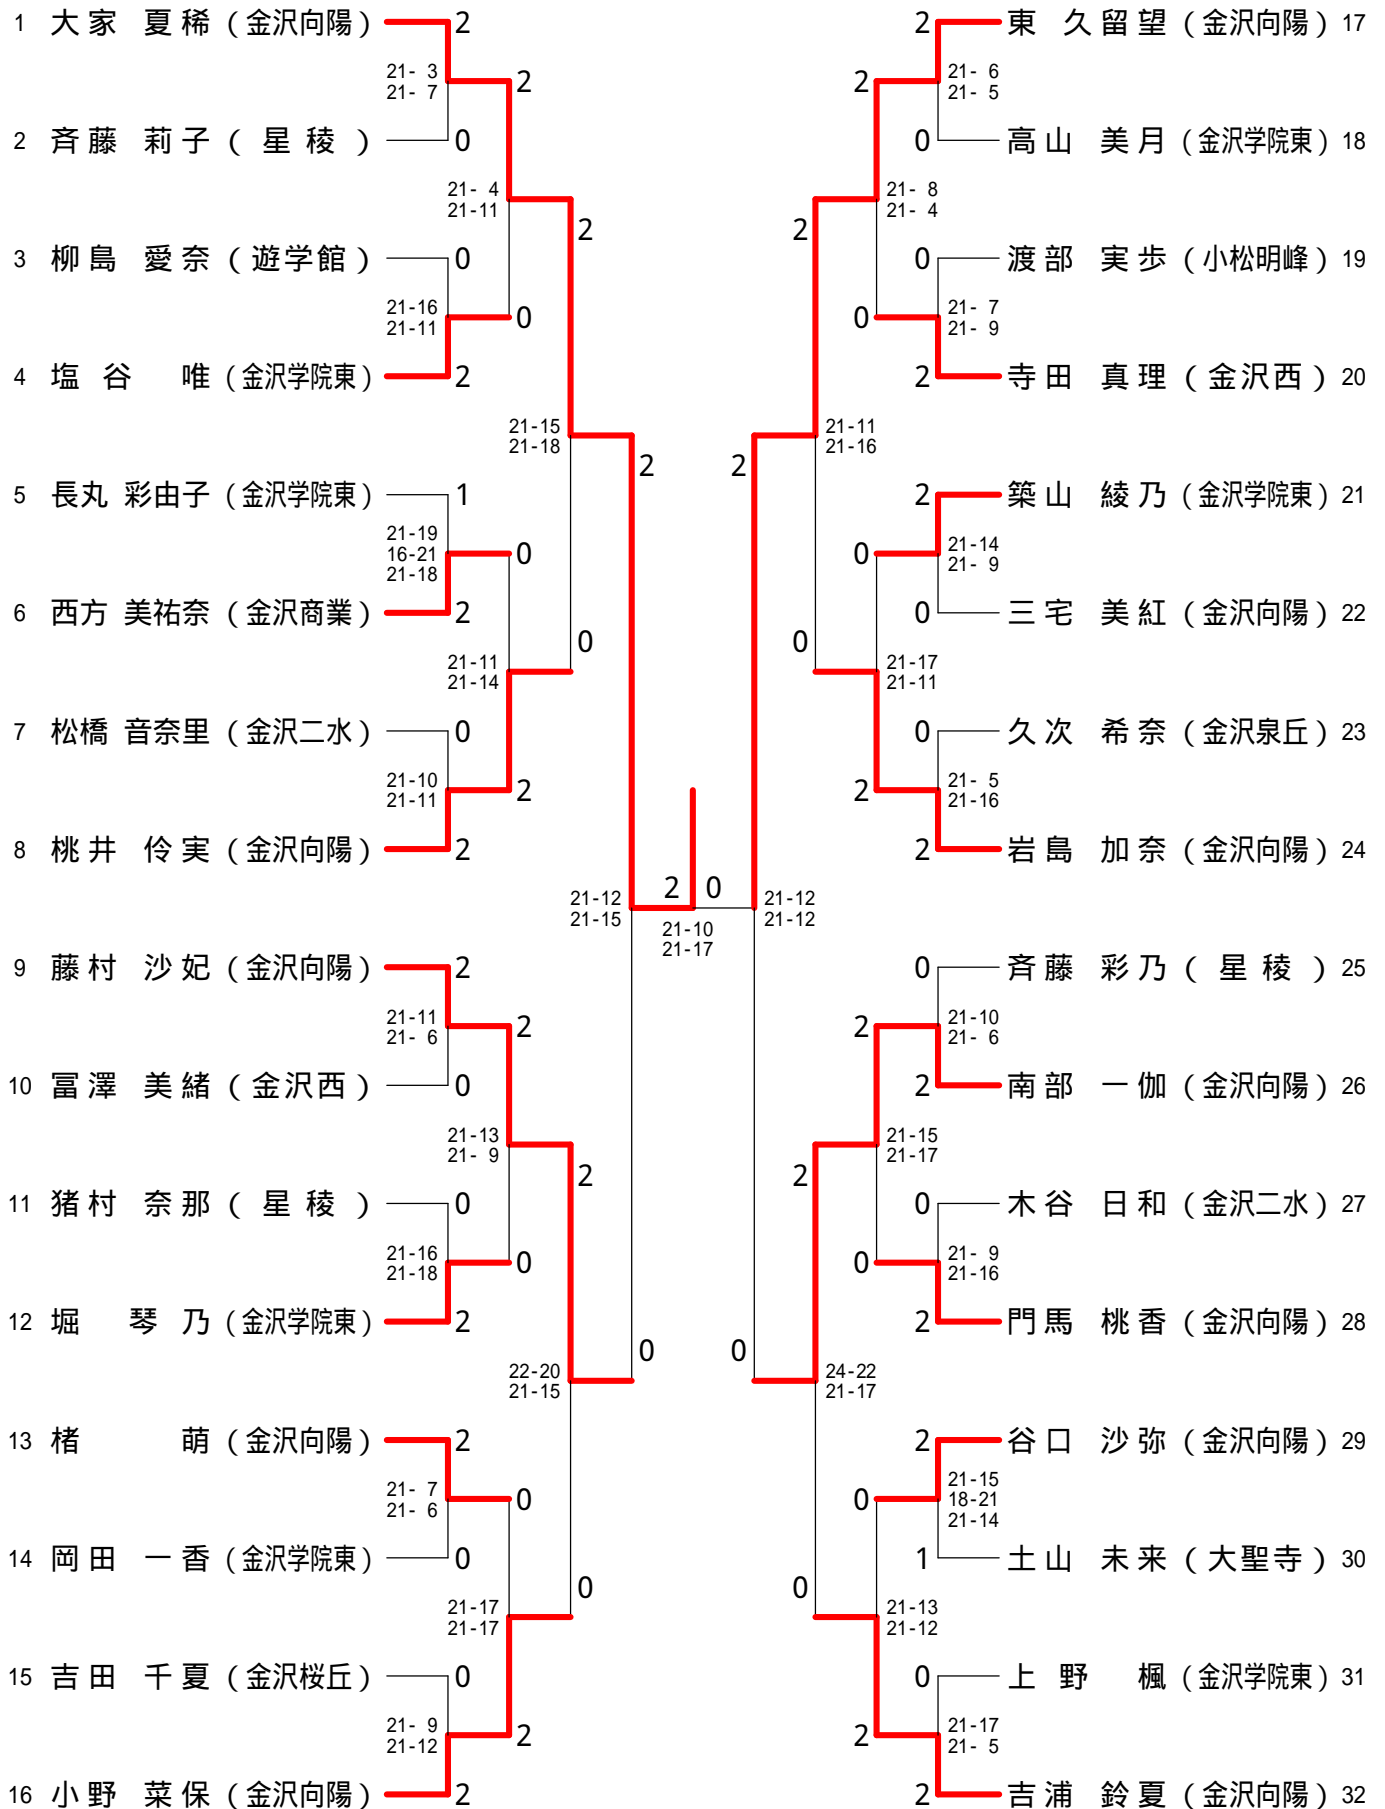 1 大家 夏稀 (金沢向陽) 2
21- 3
21- 7
2
2 斉藤 莉子 ( 星稜 ) 0
21- 4
21-11
2
3 柳島 愛奈 (遊学館) 0
21-16
21-11
0
4 塩谷 唯 (金沢学院東) 2
21-15
21-18
2
5 長丸 彩由子 (金沢学院東) 1
21-19
16-21
21-18
0
6 西方 美祐奈 (金沢商業) 2
21-11
21-14
0
7 松橋 音奈里 (金沢二水) 0
21-10
21-11
2
8 桃井 伶実 (金沢向陽) 2
21-12
21-15
2 0
21-10
21-17
9 藤村 沙妃 (金沢向陽) 2
21-11
21- 6
2
10 冨澤 美緒 (金沢西) 0
21-13
21- 9
2
11 猪村 奈那 ( 星稜 ) 0
21-16
21-18
0
12 堀 琴乃 (金沢学院東) 2
22-20
21-15
0
13 楮 萌 (金沢向陽) 2
21- 7
21- 6
0
14 岡田 一香 (金沢学院東) 0
21-17
21-17
0
15 吉田 千夏 (金沢桜丘) 0
21- 9
21-12
2
16 小野 菜保 (金沢向陽) 2
2 東 久留望 (金沢向陽) 17
2
21- 6
21- 5
0 高山 美月 (金沢学院東) 18
2
21- 8
21- 4
0 渡部 実歩 (小松明峰) 19
0
21- 7
21- 9
2 寺田 真理 (金沢西) 20
2
21-11
21-16
2 築山 綾乃 (金沢学院東) 21
0
21-14
21- 9
0 三宅 美紅 (金沢向陽) 22
0
21-17
21-11
0 久次 希奈 (金沢泉丘) 23
2
21- 5
21-16
2 岩島 加奈 (金沢向陽) 24
21-12
21-12
0 斉藤 彩乃 ( 星稜 ) 25
2
21-10
21- 6
2 南部 一伽 (金沢向陽) 26
2
21-15
21-17
0 木谷 日和 (金沢二水) 27
0
21- 9
21-16
2 門馬 桃香 (金沢向陽) 28
0
24-22
21-17
2 谷口 沙弥 (金沢向陽) 29
0
21-15
18-21
21-14
1 土山 未来 (大聖寺) 30
0
21-13
21-12
0 上野 楓 (金沢学院東) 31
2
21-17
21- 5
2 吉浦 鈴夏 (金沢向陽) 32